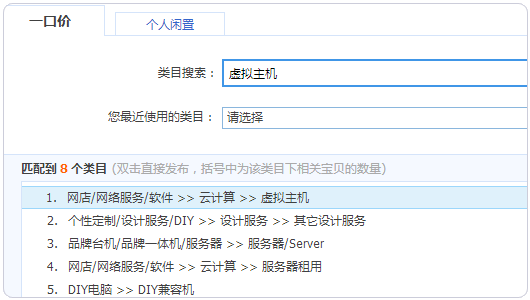 一口价 个人闲置
类目搜索： 虚拟主机
您最近使用的类目： 请选择
匹配到 8 个类目 (双击直接发布，括号中为该类目下相关宝贝的数量)
1. 网店/网络服务/软件 >> 云计算 >> 虚拟主机
2. 个性定制/设计服务/DIY >> 设计服务 >> 其它设计服务
3. 品牌台机/品牌一体机/服务器 >> 服务器/Server
4. 网店/网络服务/软件 >> 云计算 >> 服务器租用
5. DIY电脑 >> DIY兼容机